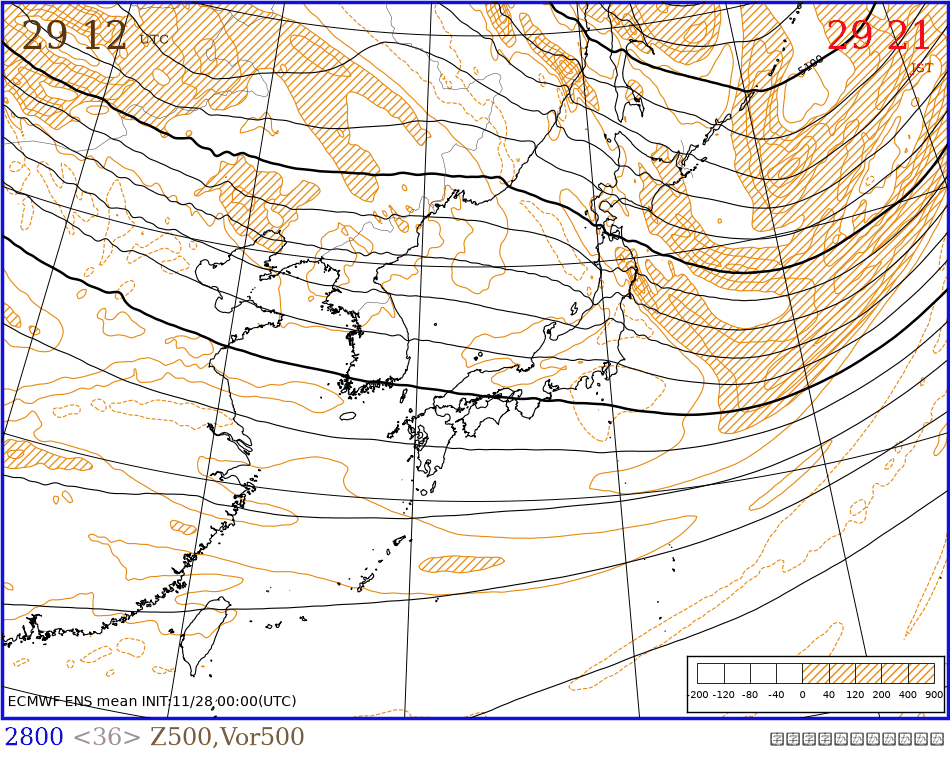 29 12 UTC
29 21
JST
5100
ECMWF ENS mean INIT:11/28 00:00(UTC)
-200 -120 -80 -40 0 40 120 200 400 900
2800 <36> Z500,Vor500